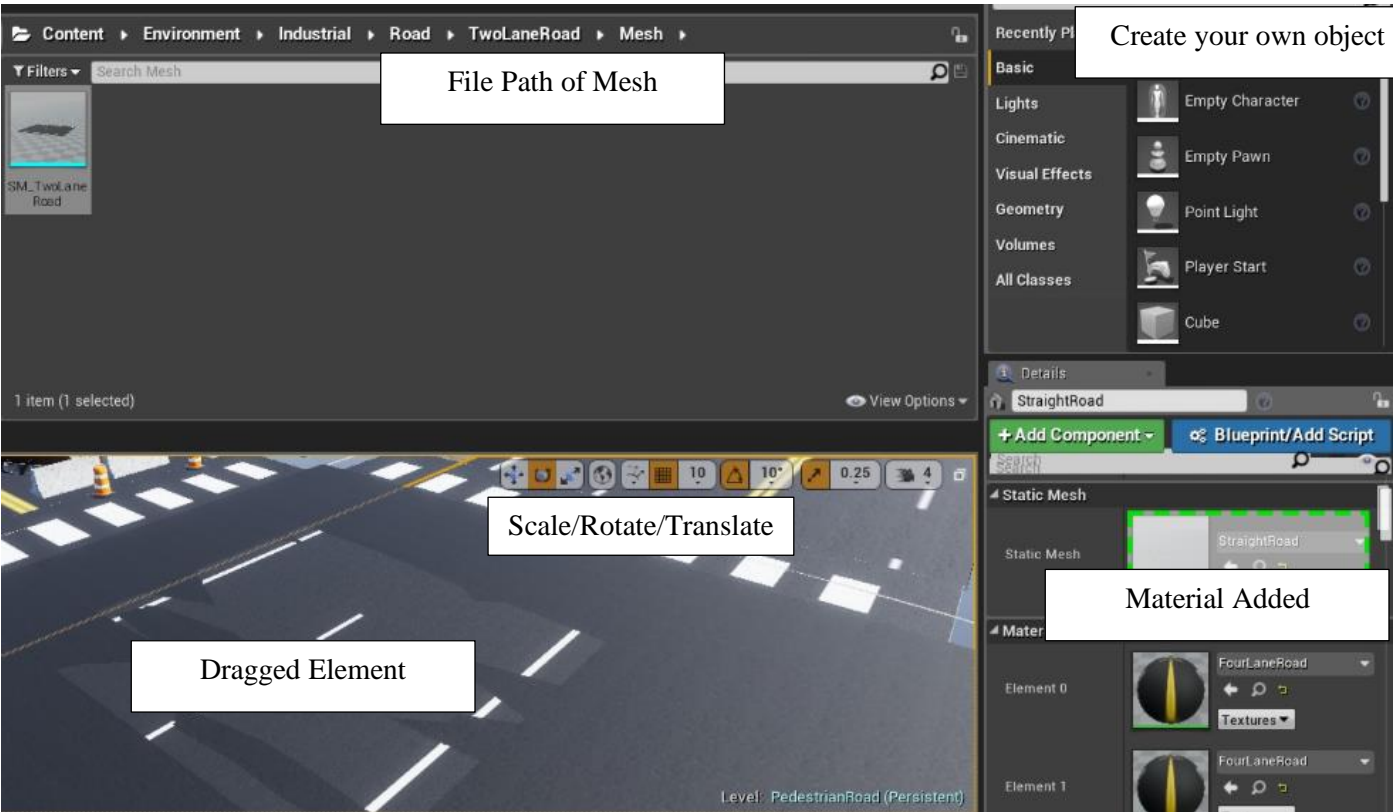 Content ▸ Environment ▸ Industrial ▸ Road ▸ TwoLaneRoad ▸ Mesh ▸
Filters
Search Mesh
File Path of Mesh
SM_TwoLane
Road
1 item (1 selected)
View Options
Recently Pl
Create your own object
Basic
Lights
Cinematic
Visual Effects
Geometry
Volumes
All Classes
Empty Character
Empty Pawn
Point Light
Player Start
Cube
10
10°
0.25
4
Scale/Rotate/Translate
Dragged Element
Level: PedestrianRoad (Persistent)
Details
StraightRoad
+ Add Component
Blueprint/Add Script
Search
Static Mesh
Static Mesh
StraightRoad
Material Added
Mater
Element 0
FourLaneRoad
Textures
Element 1
FourLaneRoad